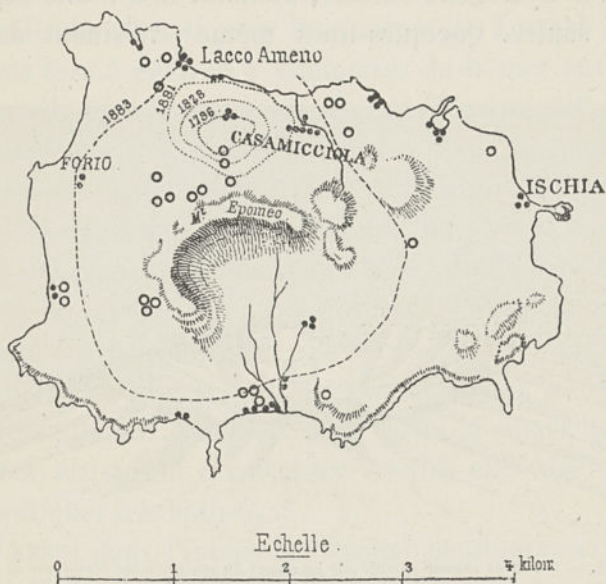 Lacco Ameno
1883
1881
1828
1796
CASAMICCIOLA
FORIO
ISCHIA
Mt Epomeo
Echelle.
0 1 2 3 4 kilom.